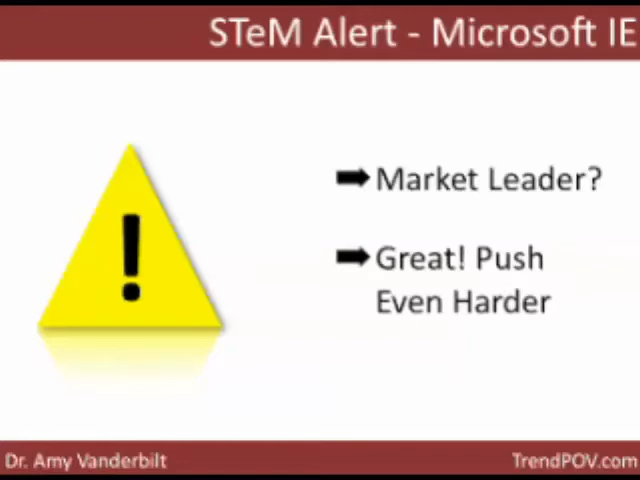 STeM Alert - Microsoft IE
!
Market Leader?
Great! Push
Even Harder
Dr. Amy Vanderbilt
TrendPOV.com